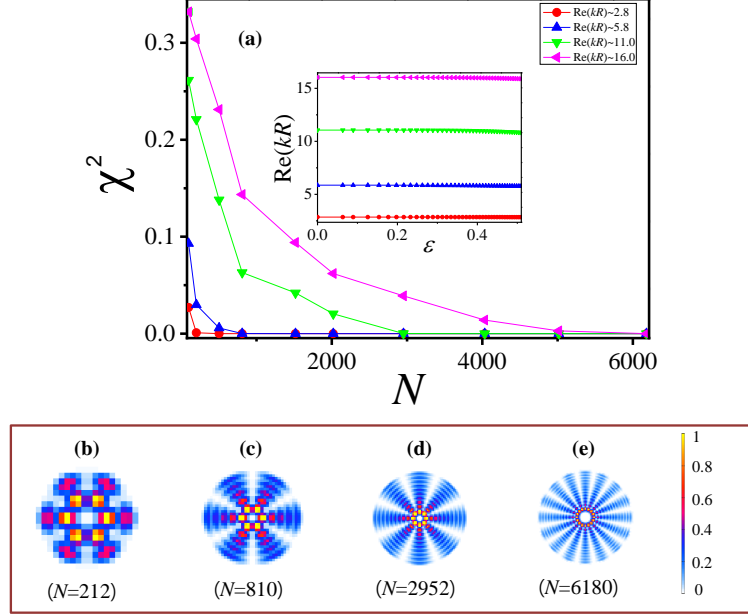 (a)
Re(kR)~2.8
Re(kR)~5.8
Re(kR)~11.0
Re(kR)~16.0
0.3
0.2
0.1
0.0
χ²
2000
4000
6000
N
15
10
5
Re(kR)
0.0
0.2
0.4
ε
(b)
(c)
(d)
(e)
(N=212)
(N=810)
(N=2952)
(N=6180)
1
0.8
0.6
0.4
0.2
0